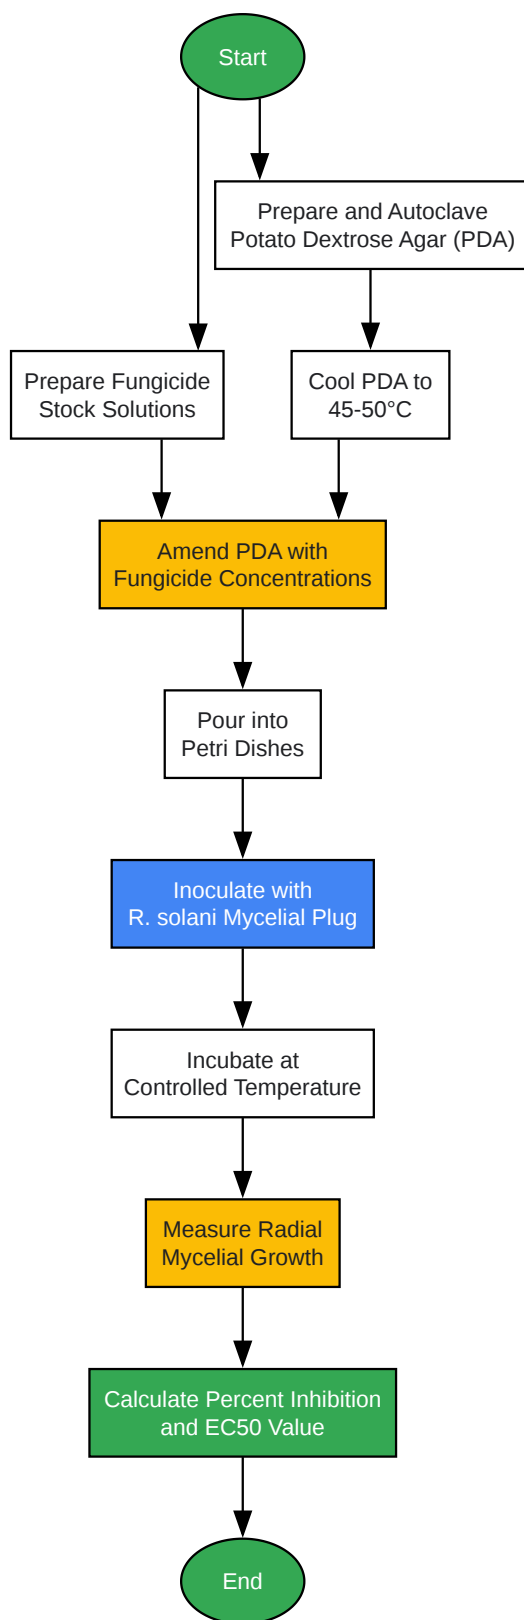 Start
Prepare and Autoclave
Potato Dextrose Agar (PDA)
Prepare Fungicide
Stock Solutions
Cool PDA to
45-50°C
Amend PDA with
Fungicide Concentrations
Pour into
Petri Dishes
Inoculate with
R. solani Mycelial Plug
Incubate at
Controlled Temperature
Measure Radial
Mycelial Growth
Calculate Percent Inhibition
and EC50 Value
End